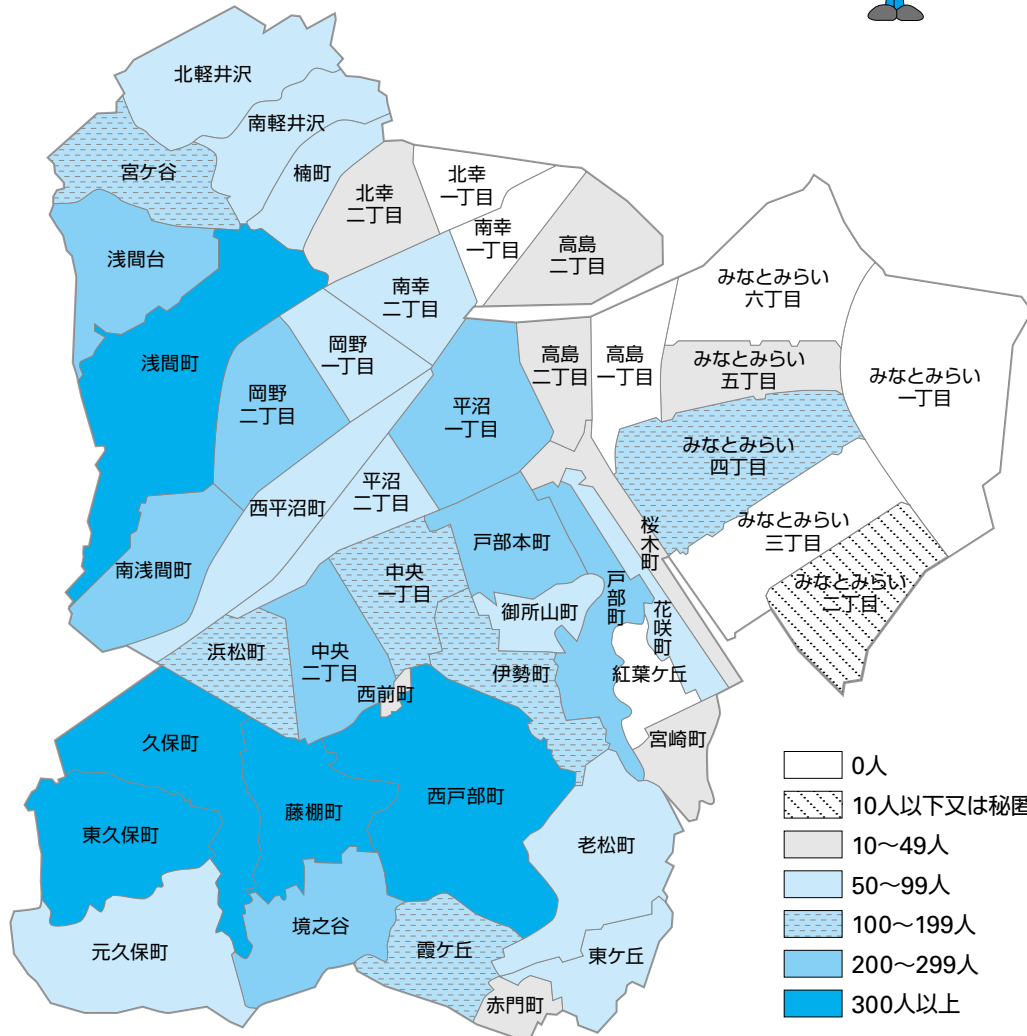 北軽井沢
南軽井沢
楠町
宮ケ谷
北幸
二丁目
北幸
一丁目
南幸
一丁目
高島
二丁目
浅間台
南幸
二丁目
みなとみらい
六丁目
浅間町
岡野
一丁目
高島
二丁目
高島
一丁目
みなとみらい
五丁目
みなとみらい
一丁目
岡野
二丁目
平沼
一丁目
みなとみらい
四丁目
西平沼町
平沼
二丁目
桜木町
みなとみらい
三丁目
南浅間町
戸部本町
中央
一丁目
戸部町
みなとみらい
二丁目
御所山町
花咲町
浜松町
中央
二丁目
伊勢町
紅葉ケ丘
西前町
宮崎町
久保町
藤棚町
西戸部町
東久保町
老松町
境之谷
元久保町
霞ケ丘
東ケ丘
赤門町
0人
10人以下又は秘匿
10～49人
50～99人
100～199人
200～299人
300人以上